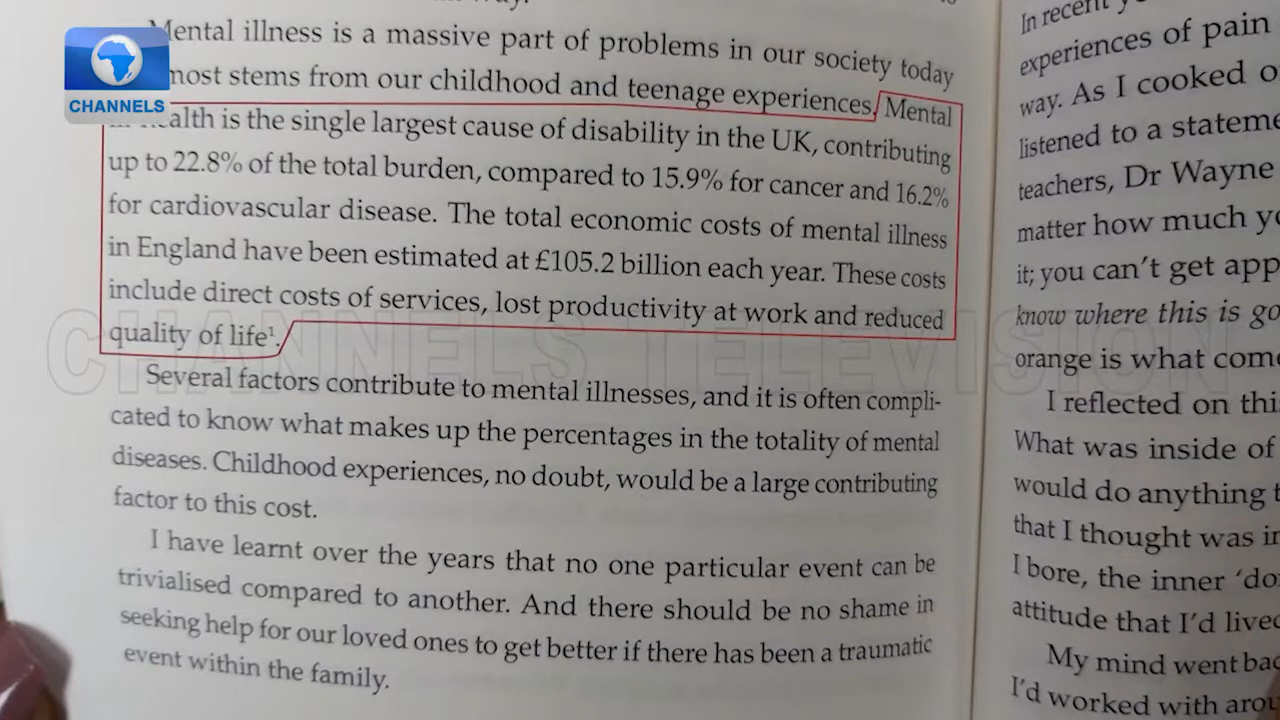 Mental illness is a massive part of problems in our society today
most stems from our childhood and teenage experiences. Mental
health is the single largest cause of disability in the UK, contributing
up to 22.8% of the total burden, compared to 15.9% for cancer and 16.2%
for cardiovascular disease. The total economic costs of mental illness
in England have been estimated at £105.2 billion each year. These costs
include direct costs of services, lost productivity at work and reduced
quality of life¹.
Several factors contribute to mental illnesses, and it is often compli-
cated to know what makes up the percentages in the totality of mental
diseases. Childhood experiences, no doubt, would be a large contributing
factor to this cost.
I have learnt over the years that no one particular event can be
trivialised compared to another. And there should be no shame in
seeking help for our loved ones to get better if there has been a traumatic
event within the family.
In recent
experiences of pain
way. As I cooked
listened to a
teachers, Dr Wayne
matter how much
it; you can't get
know where this is
orange is what
I reflected on
What was inside of
would do anything
that I thought was
I bore, the inner
attitude that I'd
My mind went
I'd worked with
CHANNELS
CHANNELS TELEVISION